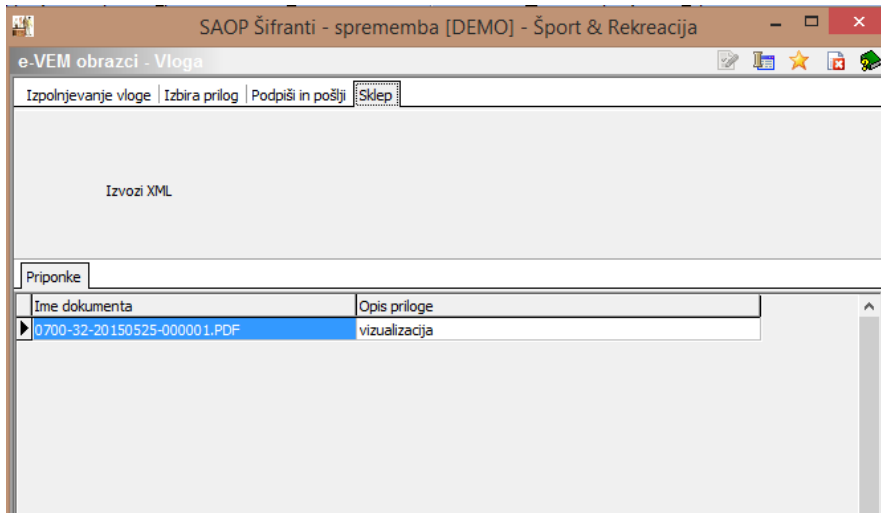 SAOP Šifranti - sprememba [DEMO] - Šport & Rekreacija
e-VEM obrazci - Vloga
Izpolnjevanje vloge Izbira prilog Podpiši in pošlji Sklep
Izvozi XML
Priponke
Ime dokumenta Opis priloge
0700-32-20150525-000001.PDF vizualizacija